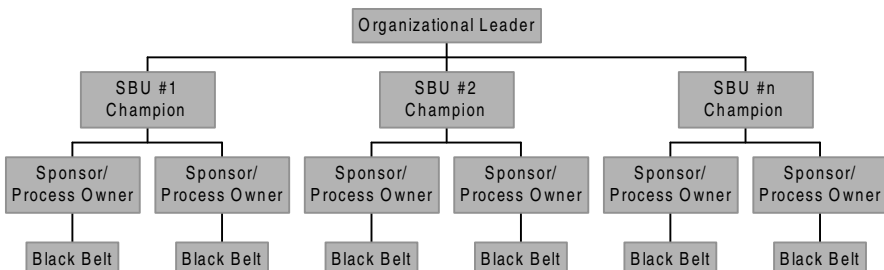 Organizational Leader
SBU #1
Champion
SBU #2
Champion
SBU #n
Champion
Sponsor/
Process Owner
Sponsor/
Process Owner
Sponsor/
Process Owner
Sponsor/
Process Owner
Sponsor/
Process Owner
Sponsor/
Process Owner
Black Belt
Black Belt
Black Belt
Black Belt
Black Belt
Black Belt